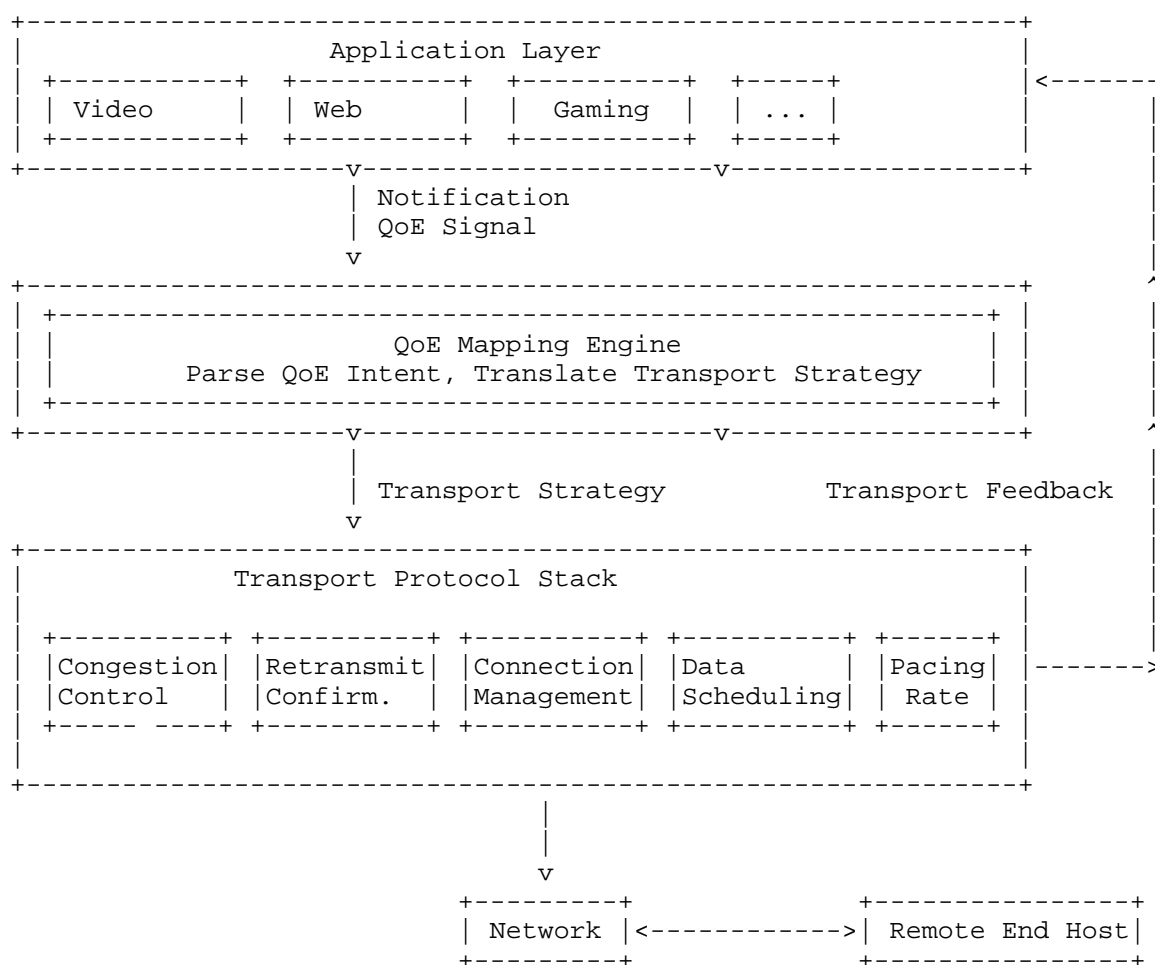 Application Layer
Video Web Gaming ...
Notification
QoE Signal
QoE Mapping Engine
Parse QoE Intent, Translate Transport Strategy
Transport Strategy Transport Feedback
Transport Protocol Stack
Congestion Retransmit Connection Data Pacing
Control Confirm. Management Scheduling Rate
Network Remote End Host